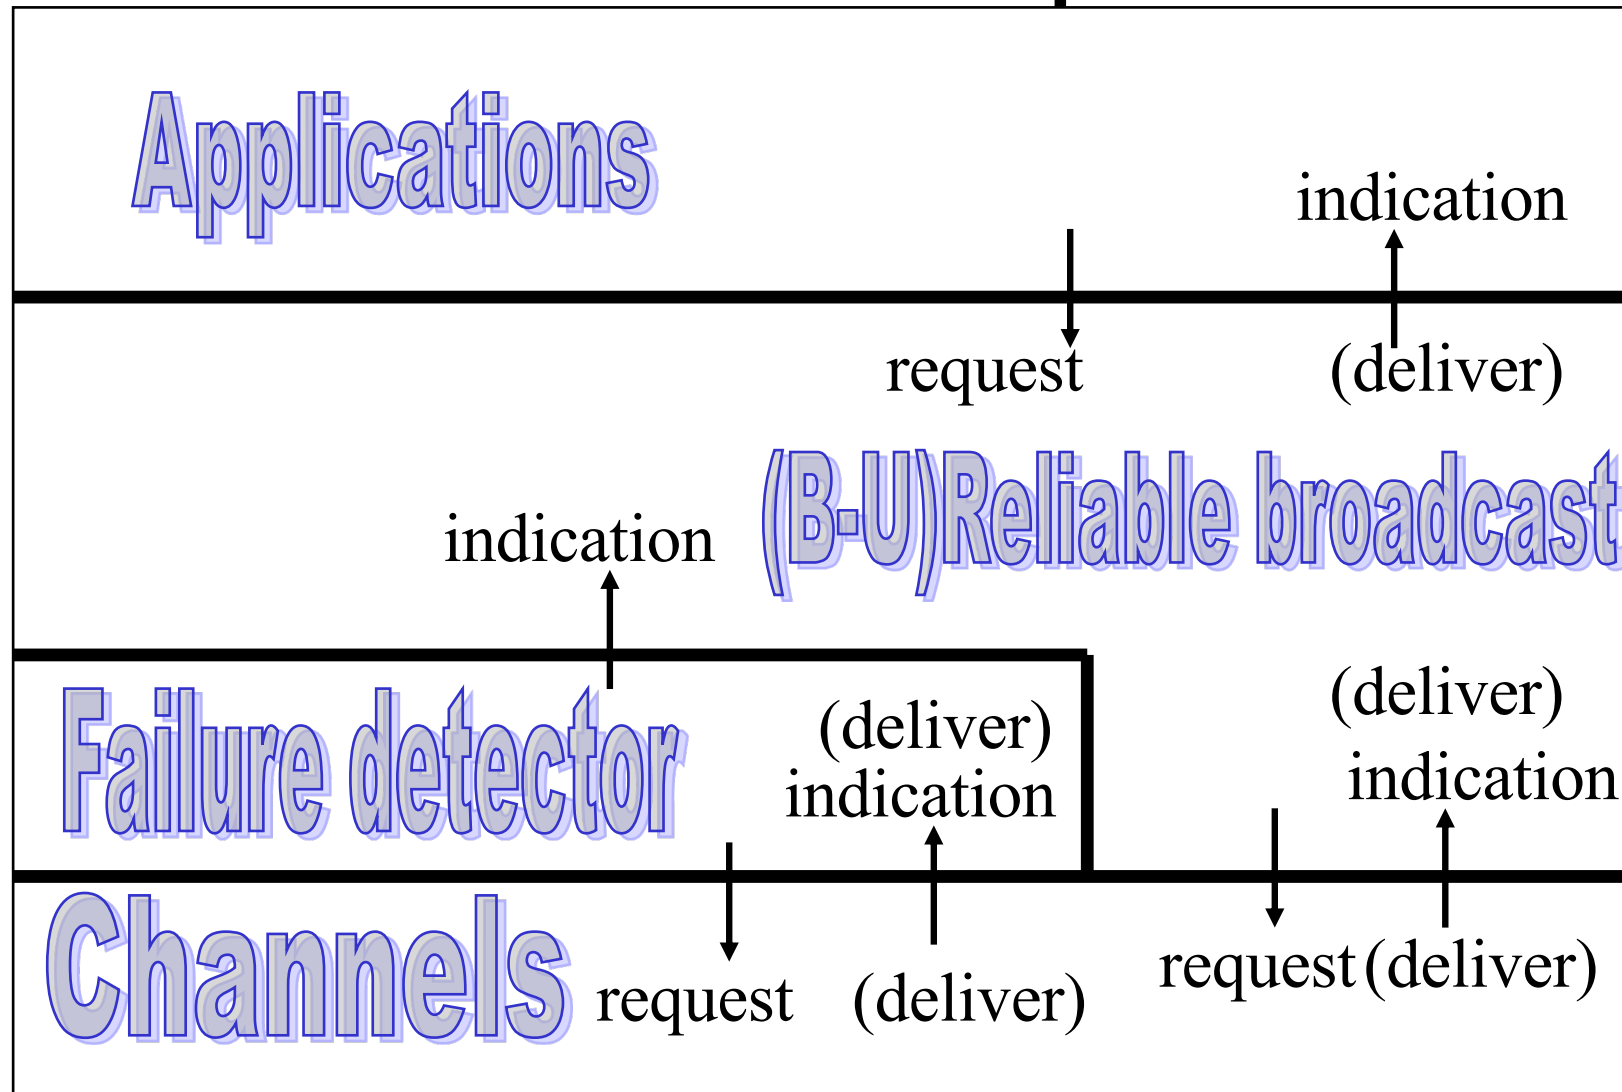 Applications
indication
request (deliver)
(B-U)Reliable broadcast
indication
(deliver)
Failure detector
(deliver)
indication
indication
Channels
request (deliver)
request (deliver)